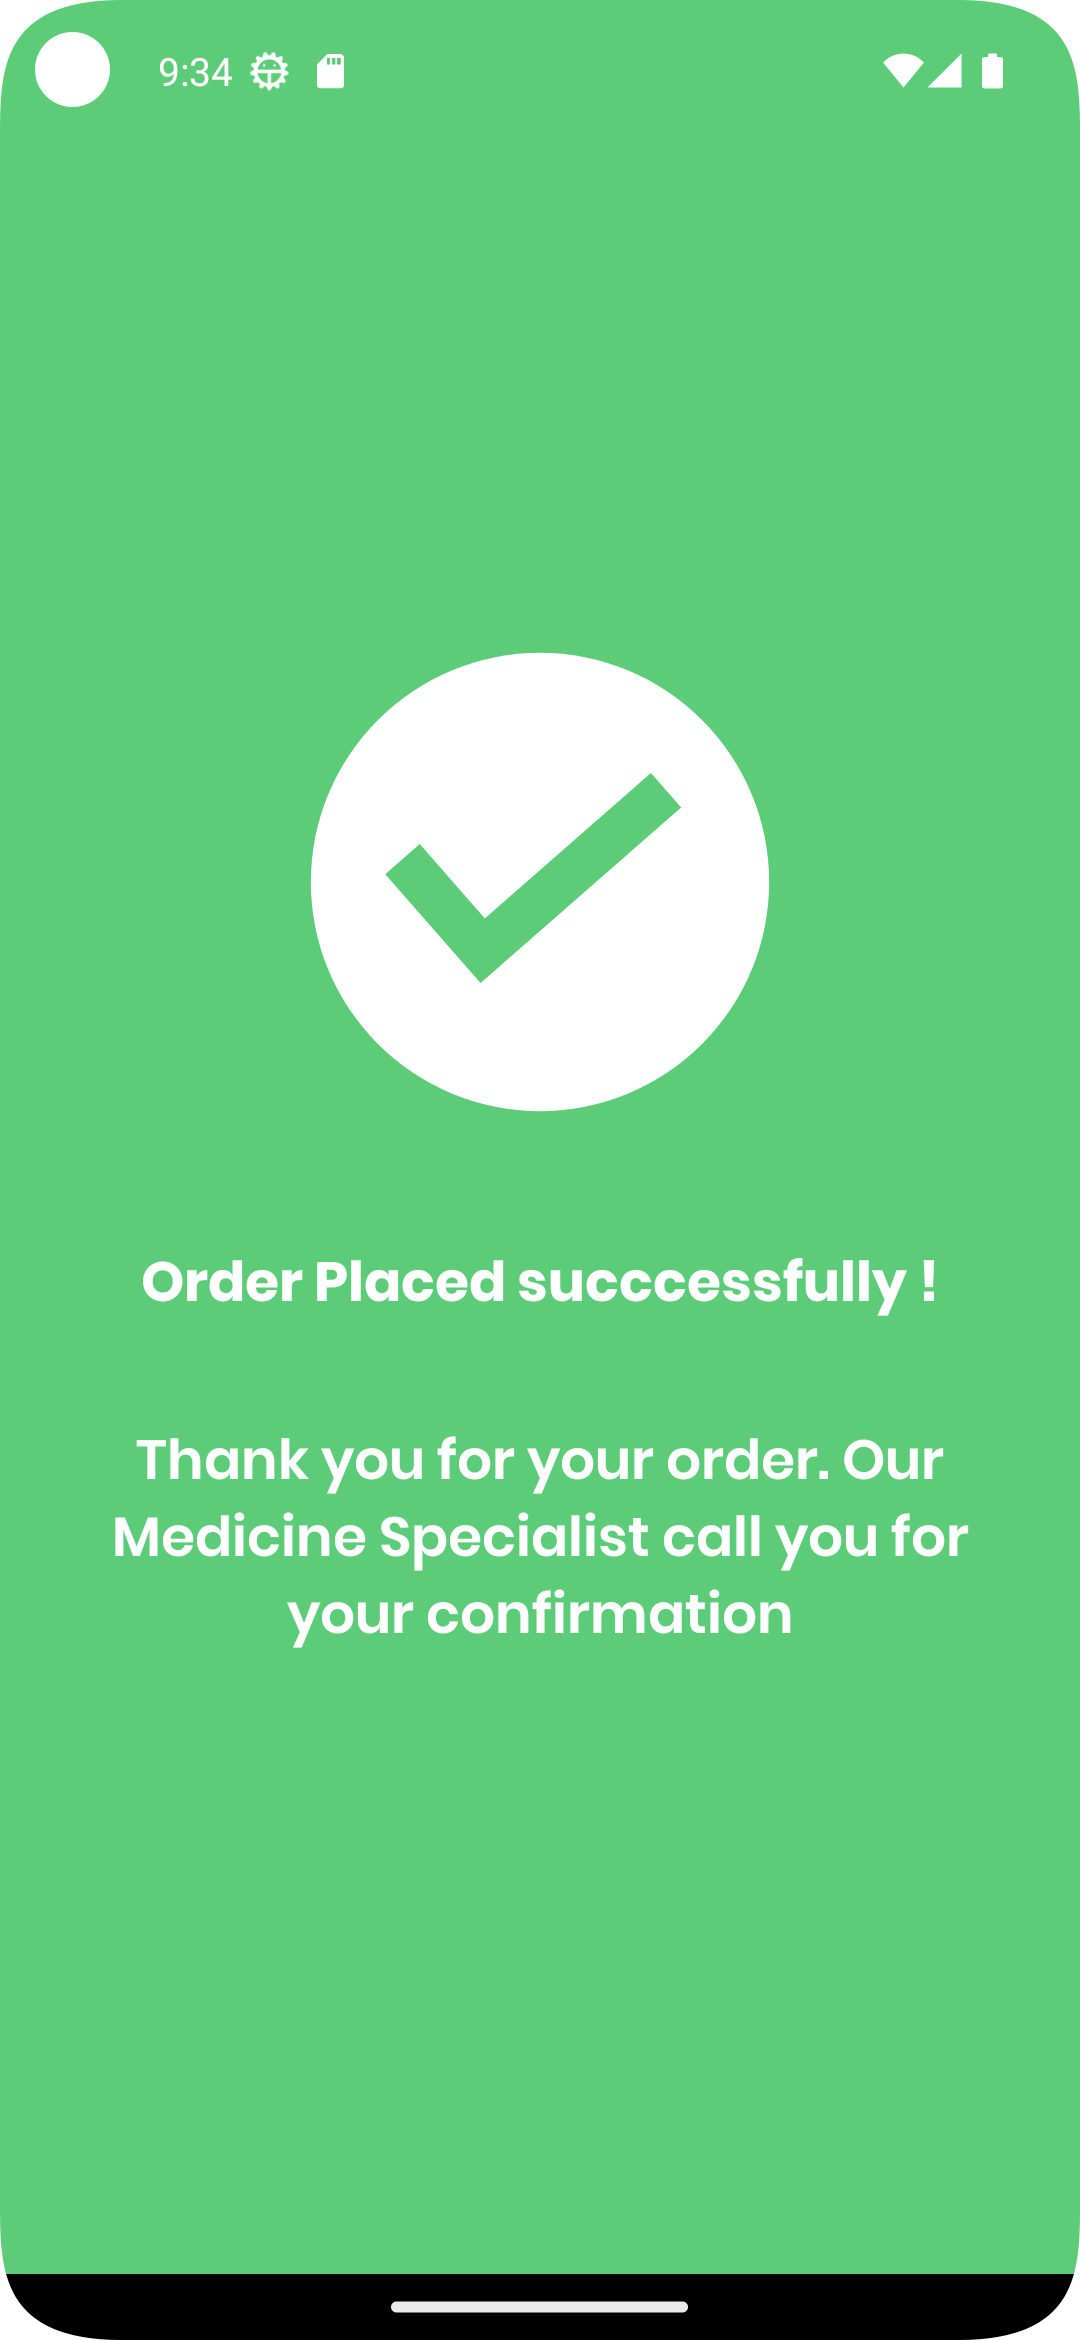 9:34
Order Placed succcessfully !
Thank you for your order. Our
Medicine Specialist call you for
your confirmation